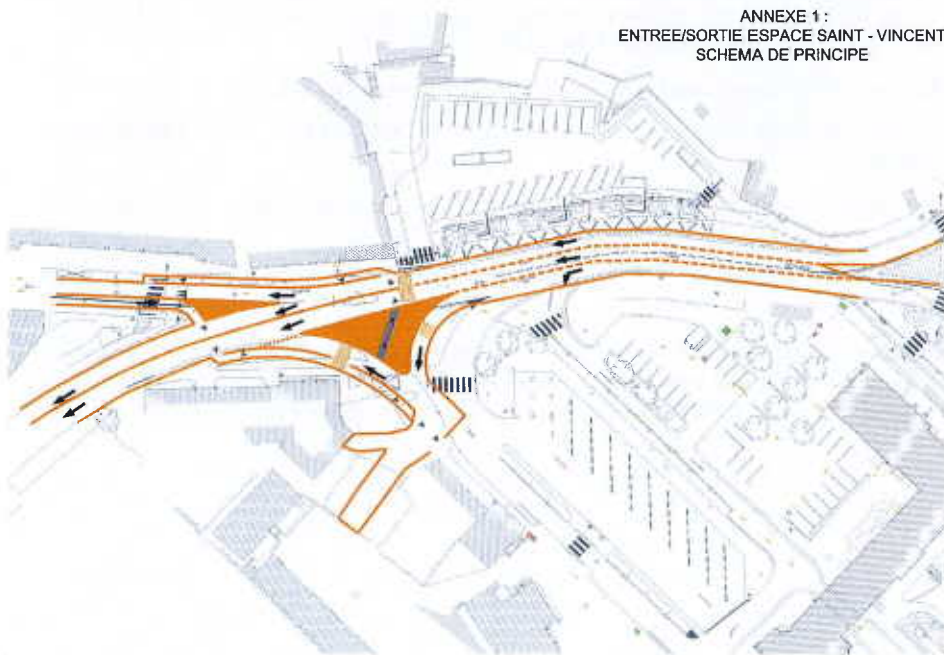 ANNEXE 1 :
ENTREE/SORTIE ESPACE SAINT - VINCENT
SCHEMA DE PRINCIPE